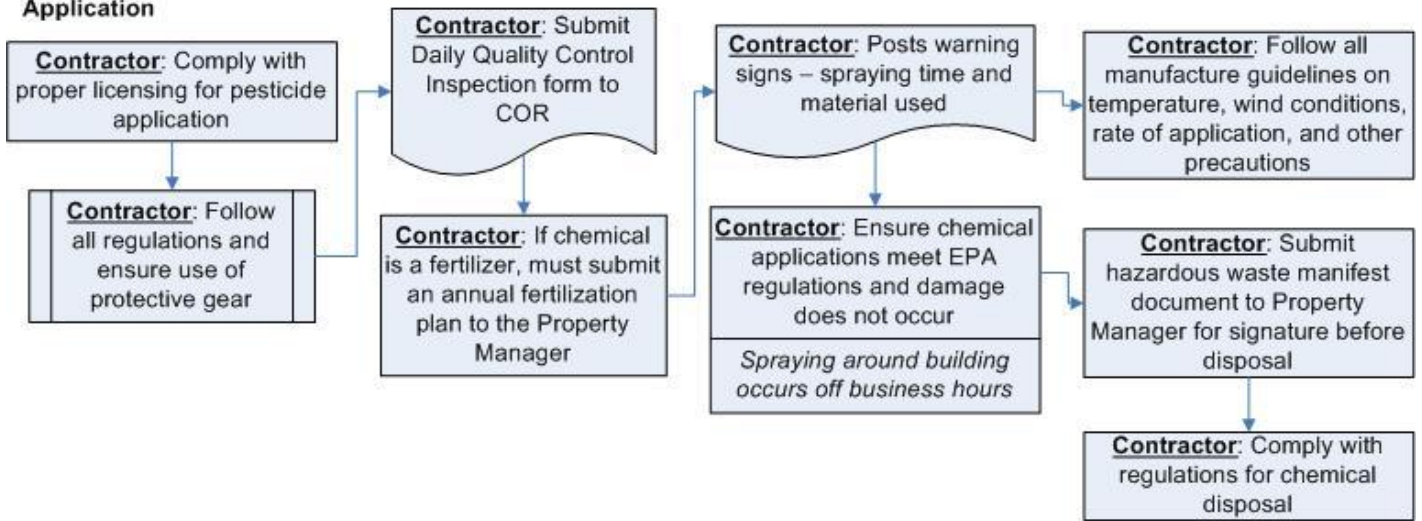 Application
Contractor: Comply with
proper licensing for pesticide
application
Contractor: Follow
all regulations and
ensure use of
protective gear
Contractor: Submit
Daily Quality Control
Inspection form to
COR
Contractor: If chemical
is a fertilizer, must submit
an annual fertilization
plan to the Property
Manager
Contractor: Posts warning
signs – spraying time and
material used
Contractor: Ensure chemical
applications meet EPA
regulations and damage
does not occur
Spraying around building
occurs off business hours
Contractor: Follow all
manufacture guidelines on
temperature, wind conditions,
rate of application, and other
precautions
Contractor: Submit
hazardous waste manifest
document to Property
Manager for signature before
disposal
Contractor: Comply with
regulations for chemical
disposal